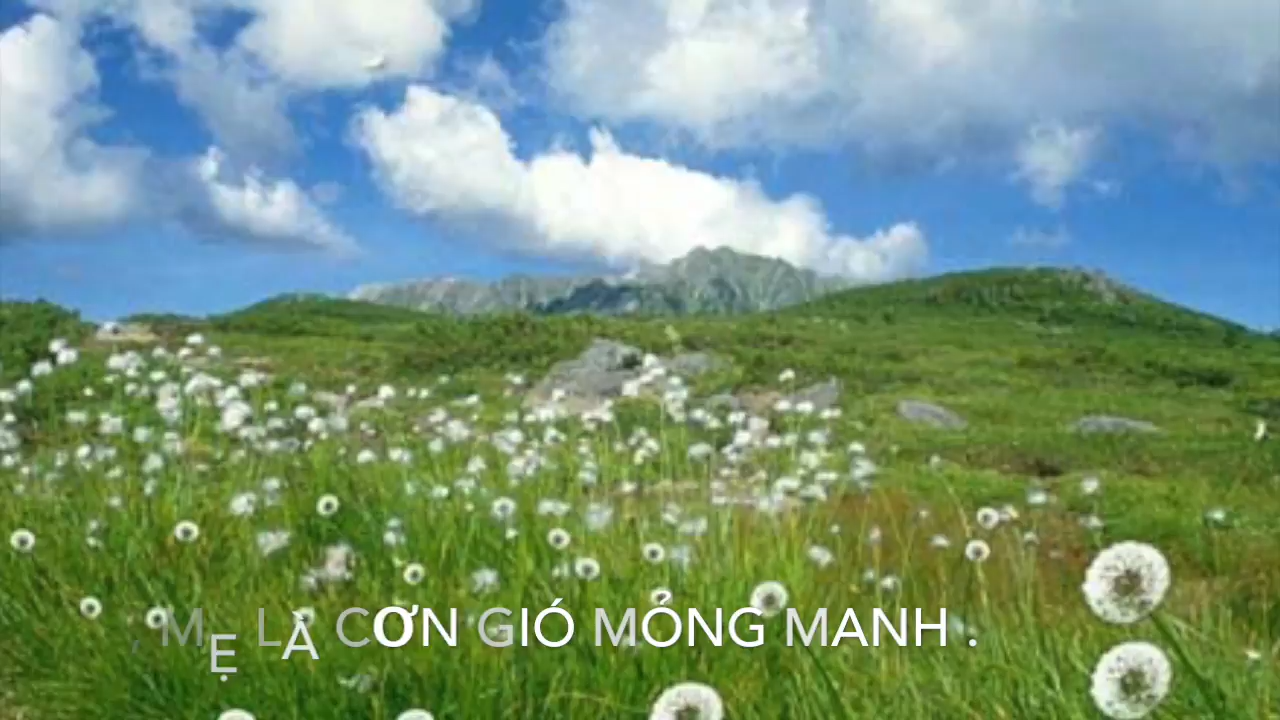 , MẸ LÀ CƠN GIÓ MỎNG MANH .